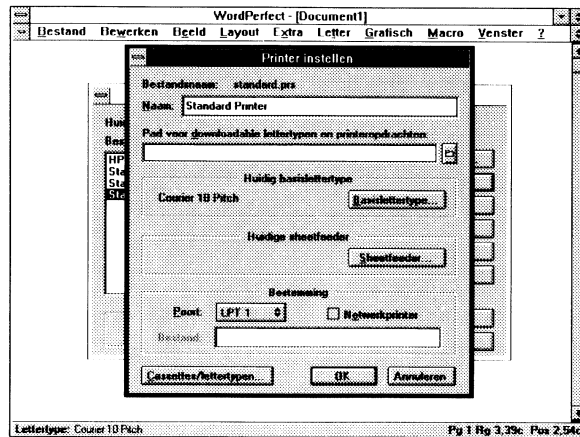 WordPerfect - [Document1]
Bestand Bewerken Beeld Layout Extra Letter Grafisch Macro Venster ?
Printer instellen
Bestandsnaam: standard.prs
Naam: Standard Printer
Pad voor downloadable lettertypen en printeropdrachten:
Hui
Bes
HP
Sta
Sta
Sta
Huidig basislettertype
Courier 10 Pitch
Basislettertype...
Huidige sheetfeeder
Sheetfeeder...
Bestemming
Poort: LPT 1 Netwerkprinter
Bestand:
Cassettes/lettertypen... OK Annuleren
Lettertype: Courier 10 Pitch Pg 1 Rg 3,39c Pos 2,54c